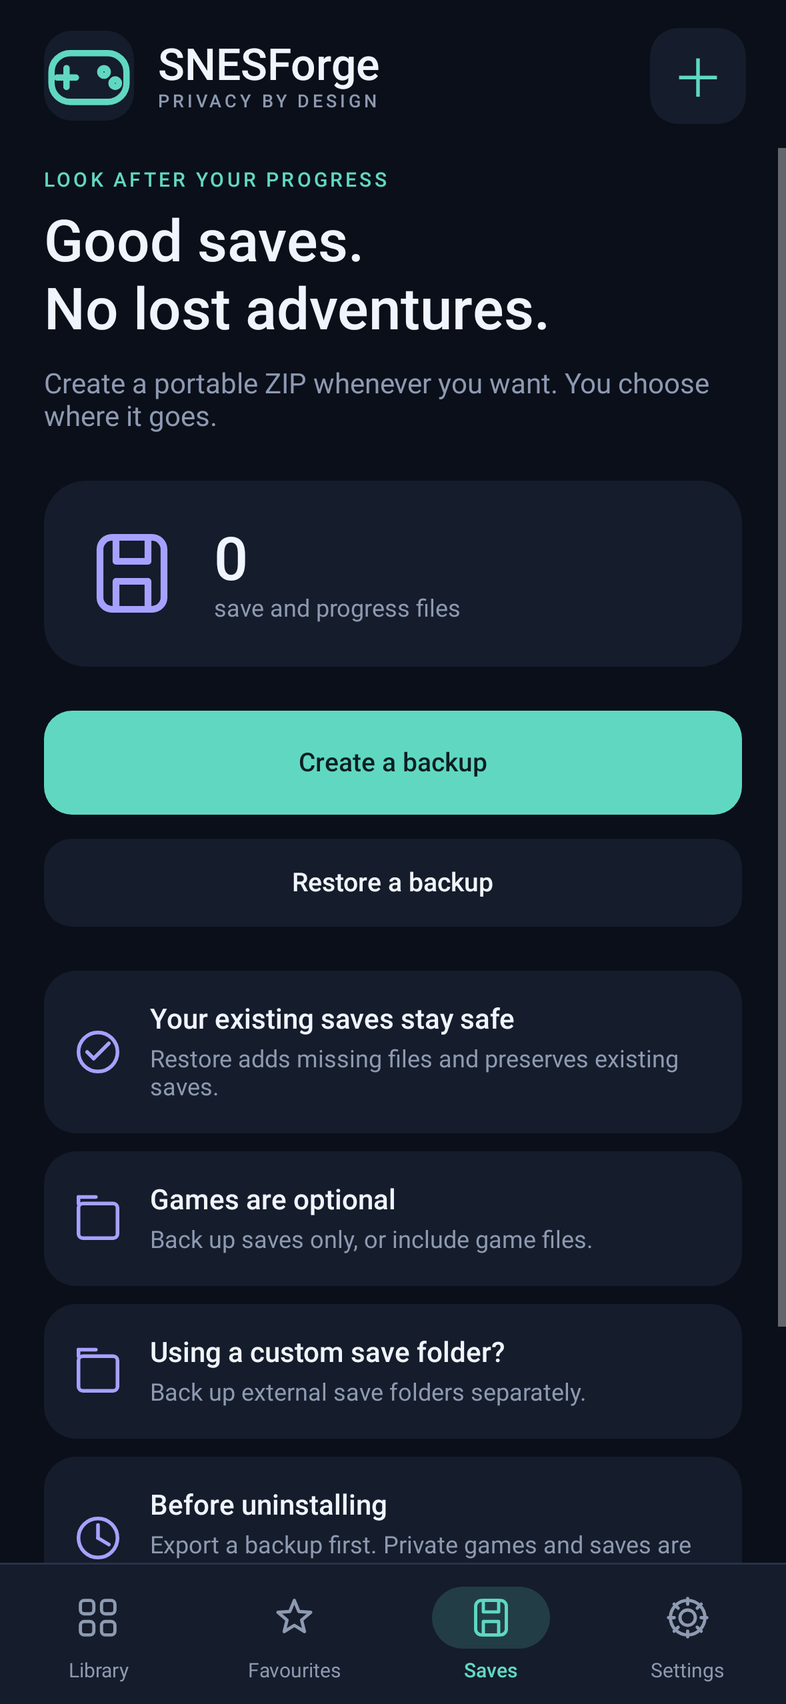 SNESForge
PRIVACY BY DESIGN
LOOK AFTER YOUR PROGRESS
Good saves.
No lost adventures.
Create a portable ZIP whenever you want. You choose
where it goes.
0
save and progress files
Create a backup
Restore a backup
Your existing saves stay safe
Restore adds missing files and preserves existing
saves.
Games are optional
Back up saves only, or include game files.
Using a custom save folder?
Back up external save folders separately.
Before uninstalling
Export a backup first. Private games and saves are
Library
Favourites
Saves
Settings